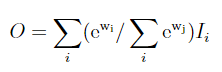 O = ∑_i (e^{w_i} / ∑_i e^{w_j}) I_i